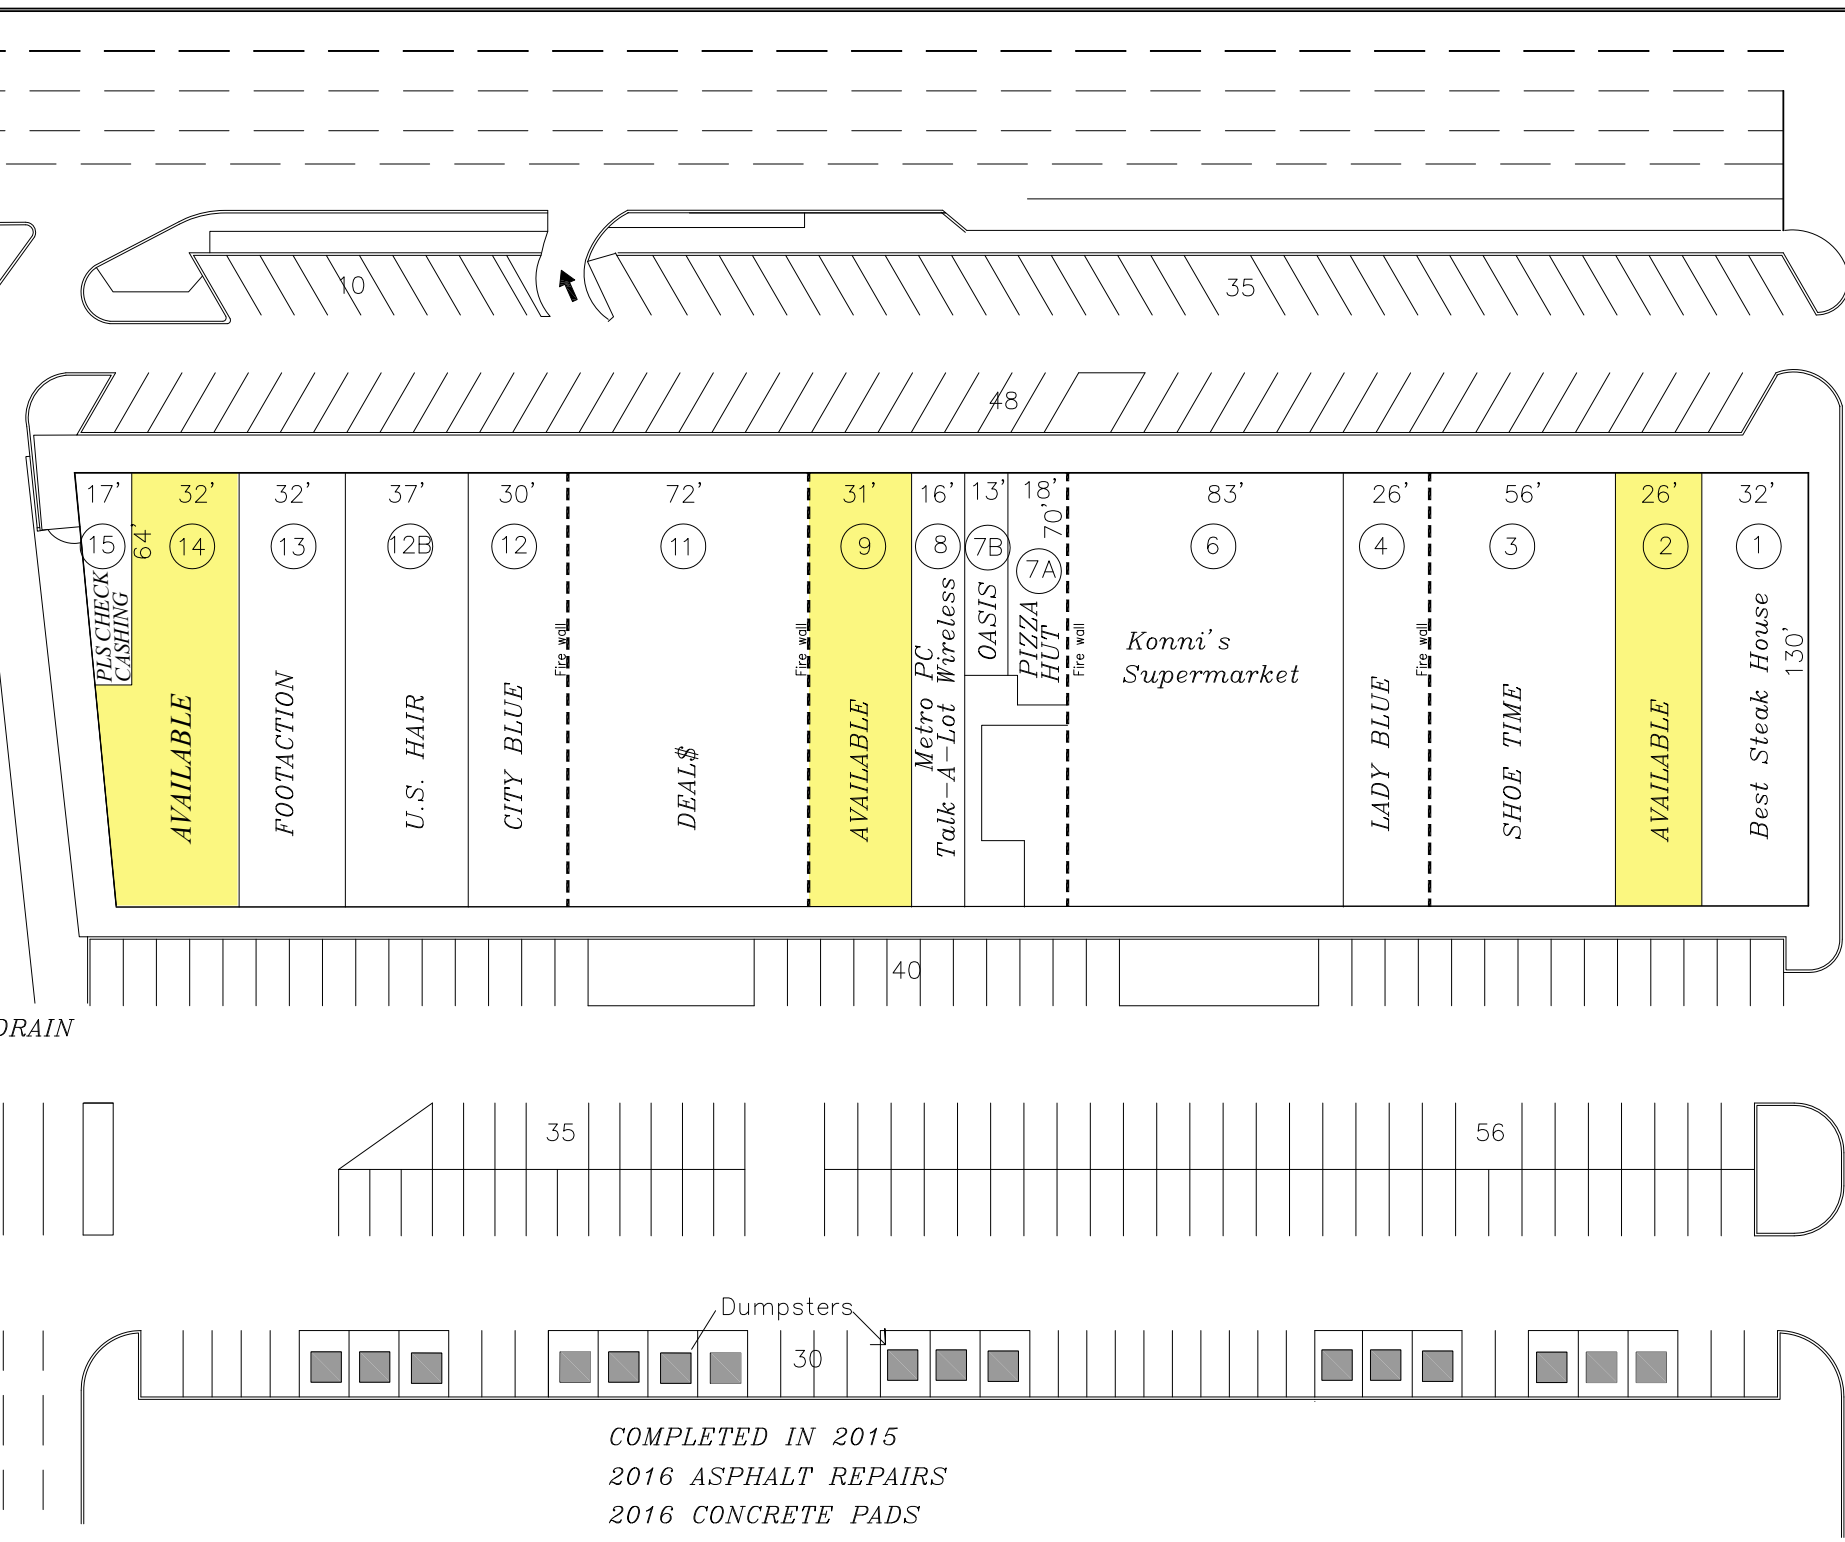 10
35
48
17'
32'
32'
37'
30'
72'
31'
16'
13'
18'
83'
26'
56'
26'
32'
15
64'
14
13
12B
12
11
9
8
7B
7A
70'
6
4
3
2
1
PLS CHECK
CASHING
AVAILABLE
FOOTACTION
U.S. HAIR
CITY BLUE
Fire wall
DEAL$
Fire wall
AVAILABLE
Metro PC
Talk-A-Lot Wireless
OASIS
PIZZA
HUT
Fire wall
Konni's
Supermarket
LADY BLUE
Fire wall
SHOE TIME
AVAILABLE
Best Steak House
130'
40
DRAIN
35
56
Dumpsters
30
COMPLETED IN 2015
2016 ASPHALT REPAIRS
2016 CONCRETE PADS